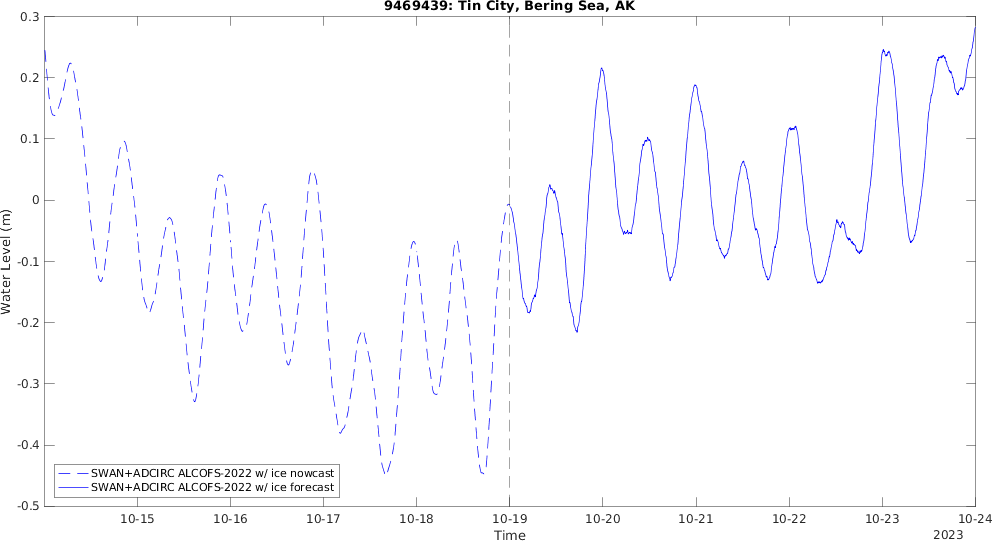 9469439: Tin City, Bering Sea, AK
0.3
0.2
0.1
0
-0.1
-0.2
-0.3
-0.4
-0.5
Water Level (m)
SWAN+ADCIRC ALCOFS-2022 w/ ice nowcast
SWAN+ADCIRC ALCOFS-2022 w/ ice forecast
10-15 10-16 10-17 10-18 10-19 10-20 10-21 10-22 10-23 10-24
Time
2023